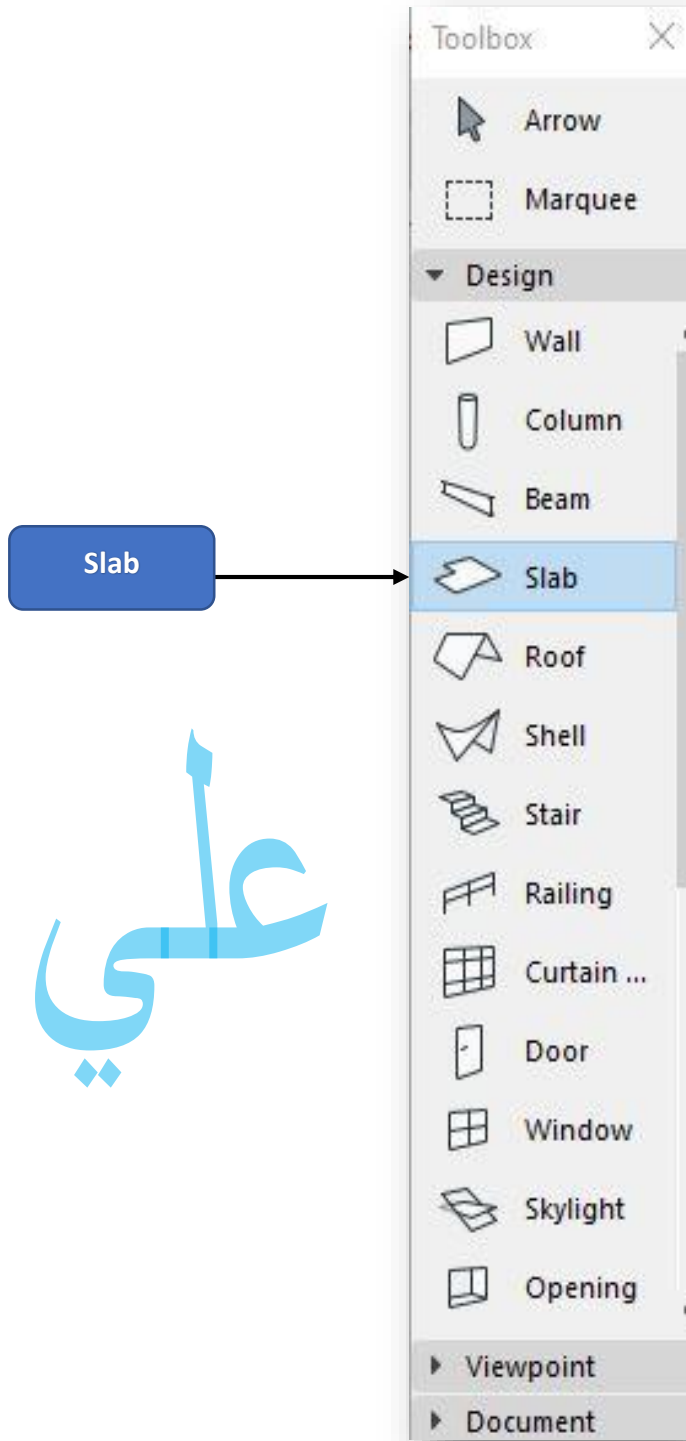 Toolbox
Arrow
Marquee
Design
Wall
Column
Beam
Slab
Slab
Roof
Shell
Stair
علي
Railing
Curtain ...
Door
Window
Skylight
Opening
Viewpoint
Document